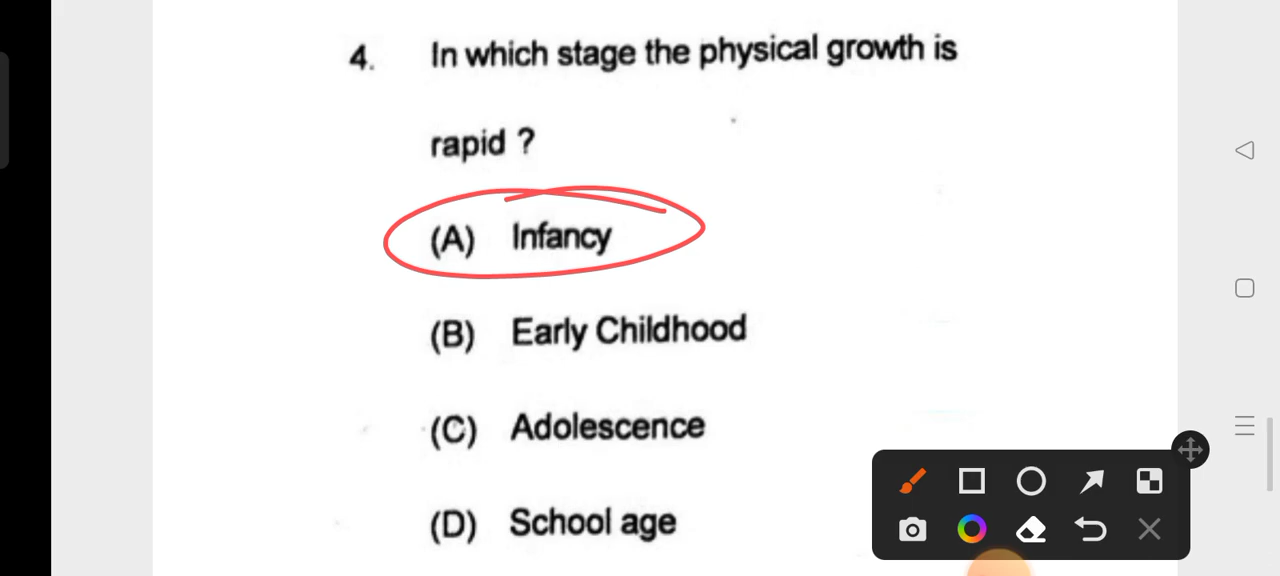 4. In which stage the physical growth is
rapid ?
(A) Infancy
(B) Early Childhood
(C) Adolescence
(D) School age